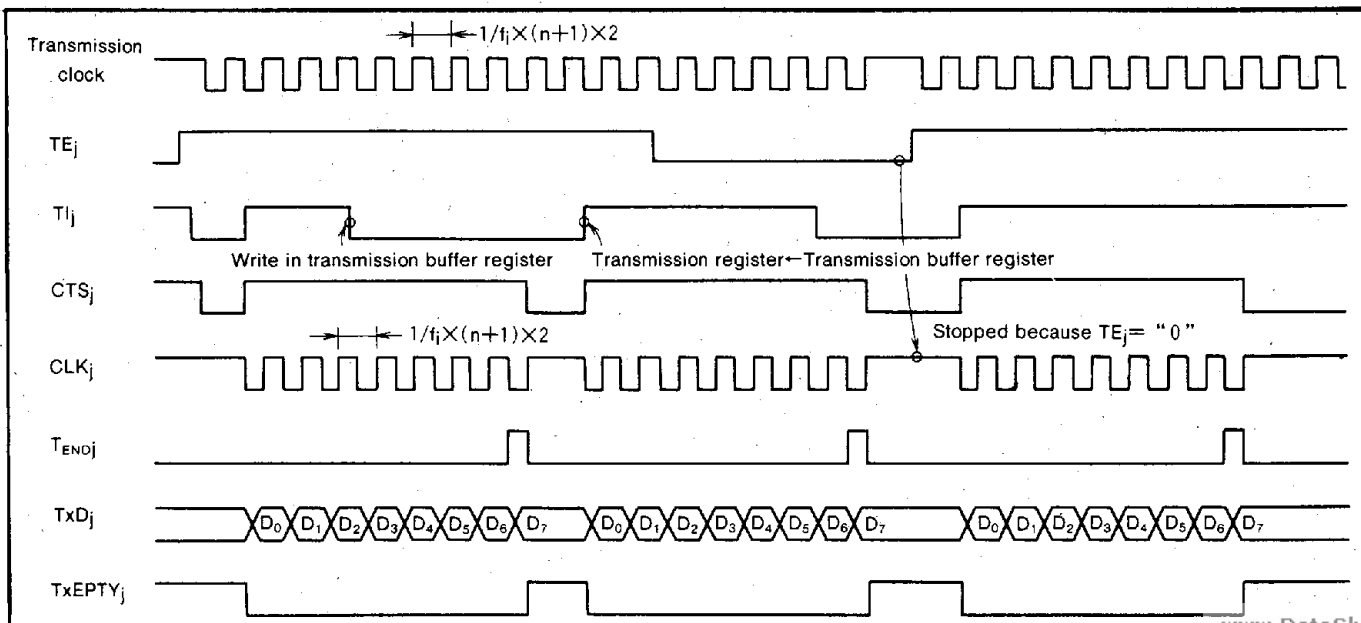 1/fi×(n+1)×2
Transmission
clock
TEj
TIj
Write in transmission buffer register
Transmission register←Transmission buffer register
CTSj
1/fi×(n+1)×2
Stopped because TEj= "0"
CLKj
TENDj
TxDj
D0 D1 D2 D3 D4 D5 D6 D7 D0 D1 D2 D3 D4 D5 D6 D7 D0 D1 D2 D3 D4 D5 D6 D7
TxEPTYj